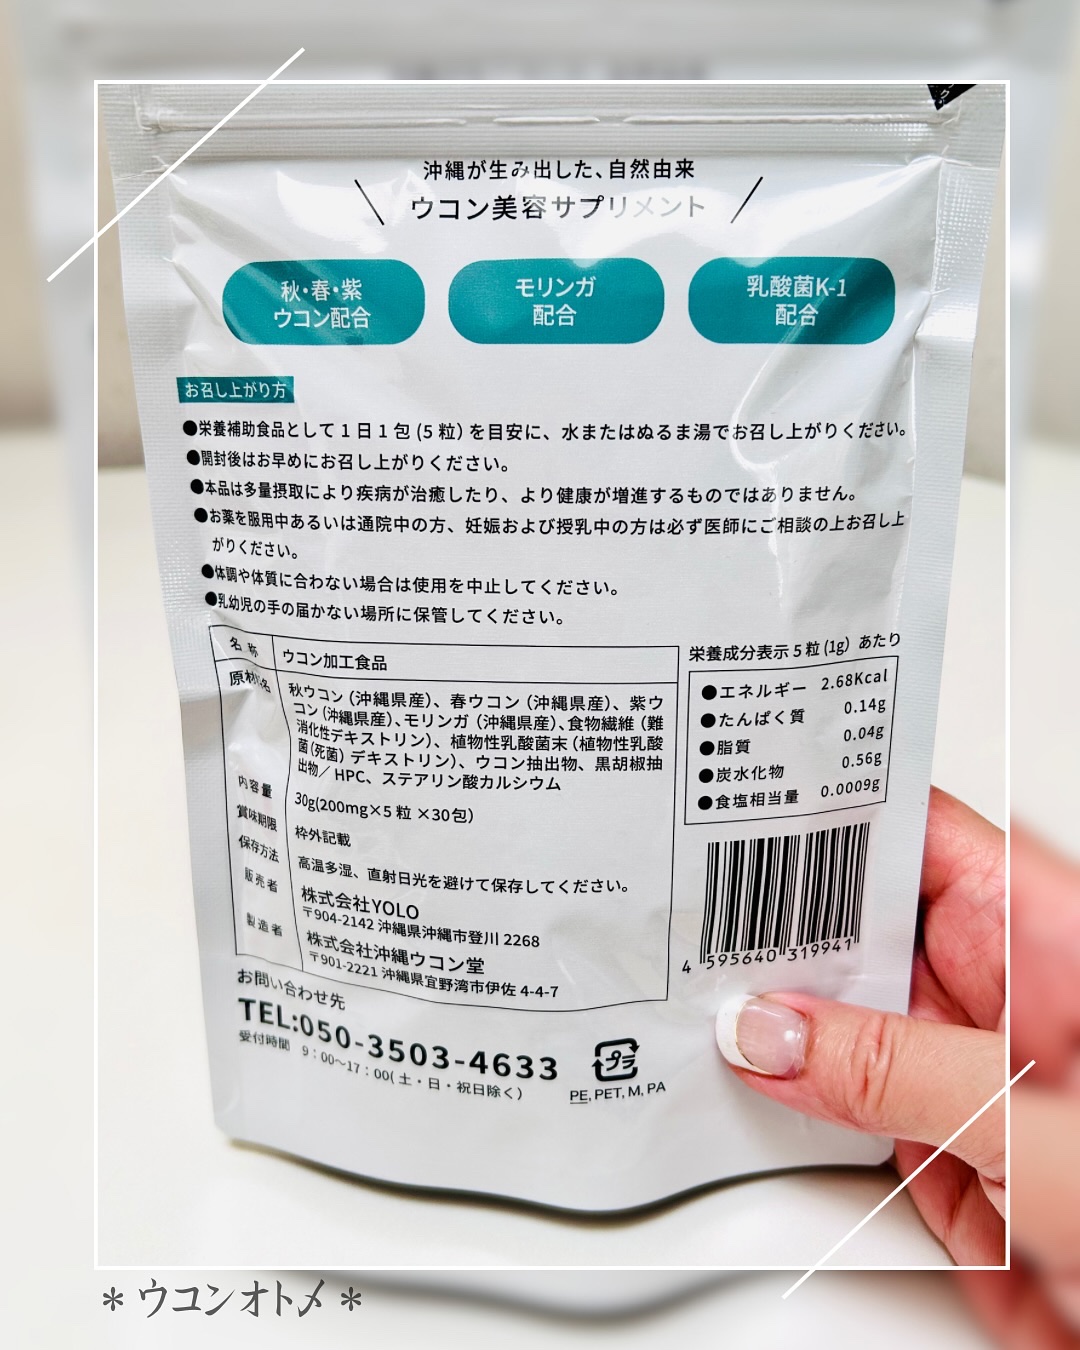 沖縄が生み出した、自然由来
ウコン美容サプリメント
秋・春・紫
ウコン配合
モリンガ
配合
乳酸菌K-1
配合
お召し上がり方
●栄養補助食品として1日1包(5粒)を目安に、水またはぬるま湯でお召し上がりください。
●開封後はお早めにお召し上がりください。
●本品は多量摂取により疾病が治癒したり、より健康が増進するものではありません。
●お薬を服用中あるいは通院中の方、妊娠および授乳中の方は必ず医師にご相談の上お召し上
がりください。
●体調や体質に合わない場合は使用を中止してください。
●乳幼児の手の届かない場所に保管してください。
名称 ウコン加工食品
原材料名 秋ウコン(沖縄県産)、春ウコン(沖縄県産)、紫ウ
コン(沖縄県産)、モリンガ(沖縄県産)、食物繊維(難
消化性デキストリン)、植物性乳酸菌末(植物性乳酸
菌(死菌)デキストリン)、ウコン抽出物、黒胡椒抽
出物／HPC、ステアリン酸カルシウム
内容量 30g(200mg×5粒×30包)
賞味期限 枠外記載
保存方法 高温多湿、直射日光を避けて保存してください。
販売者 株式会社YOLO
〒904-2142 沖縄県沖縄市登川2268
製造者 株式会社沖縄ウコン堂
〒901-2221 沖縄県宜野湾市伊佐4-4-7
栄養成分表示5粒(1g)あたり
●エネルギー 2.68Kcal
●たんぱく質 0.14g
●脂質 0.04g
●炭水化物 0.56g
●食塩相当量 0.0009g
4 595640 319941
お問い合わせ先
TEL:050-3503-4633
受付時間 9：00〜17：00(土・日・祝日除く)
プラ
PE, PET, M, PA
＊ウコンオトメ＊